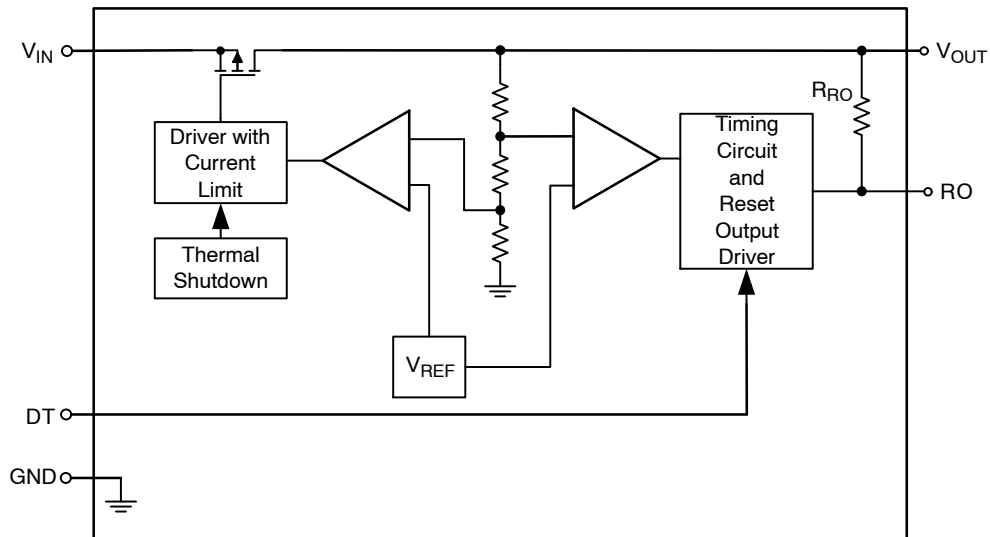 VIN
VOUT
RRO
Driver with
Current
Limit
Timing
Circuit
and
Reset
Output
Driver
RO
Thermal
Shutdown
VREF
DT
GND